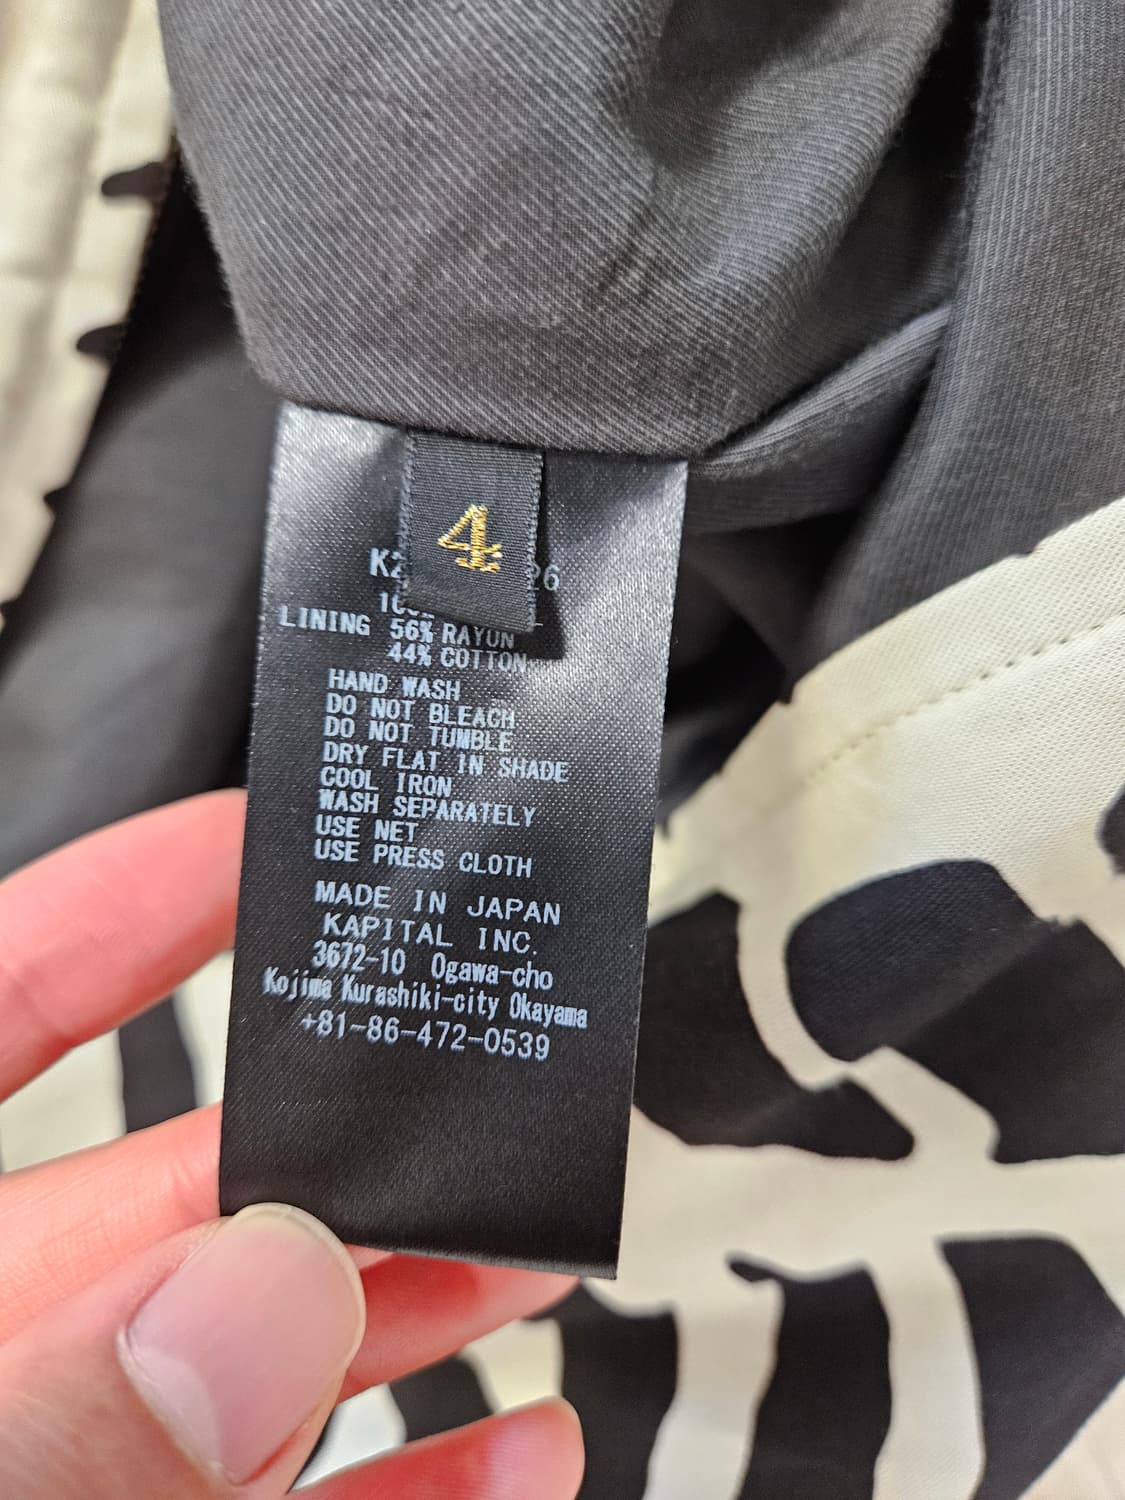 4
LINING 56% RAYON
44% COTTON
HAND WASH
DO NOT BLEACH
DO NOT TUMBLE
DRY FLAT IN SHADE
COOL IRON
WASH SEPARATELY
USE NET
USE PRESS CLOTH
MADE IN JAPAN
KAPITAL INC.
3672-10 Ogawa-cho
Kojima Kurashiki-city Okayama
+81-86-472-0539